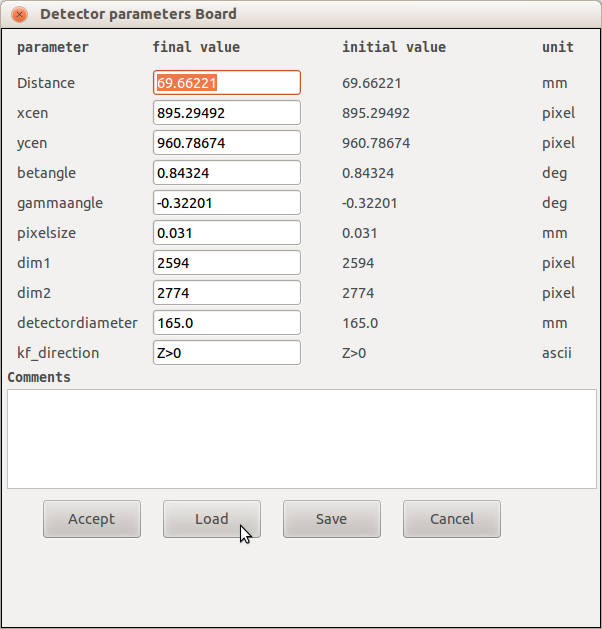 Detector parameters Board
parameter final value initial value unit
Distance 69.66221 69.66221 mm
xcen 895.29492 895.29492 pixel
ycen 960.78674 960.78674 pixel
betangle 0.84324 0.84324 deg
gammaangle -0.32201 -0.32201 deg
pixelsize 0.031 0.031 mm
dim1 2594 2594 pixel
dim2 2774 2774 pixel
detectordiameter 165.0 165.0 mm
kf_direction Z>0 Z>0 ascii
Comments
Accept Load Save Cancel